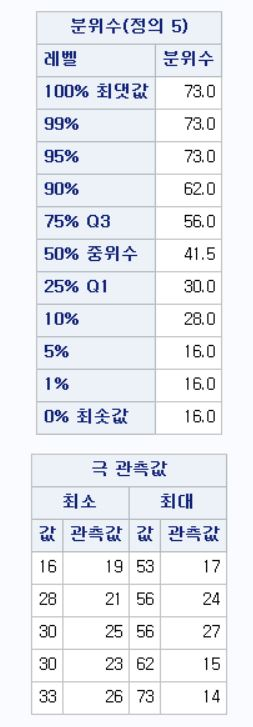 분위수(정의 5)
레벨 분위수
100% 최댓값 73.0
99% 73.0
95% 73.0
90% 62.0
75% Q3 56.0
50% 중위수 41.5
25% Q1 30.0
10% 28.0
5% 16.0
1% 16.0
0% 최솟값 16.0
극 관측값
최소 최대
값 관측값 값 관측값
16 19 53 17
28 21 56 24
30 25 56 27
30 23 62 15
33 26 73 14